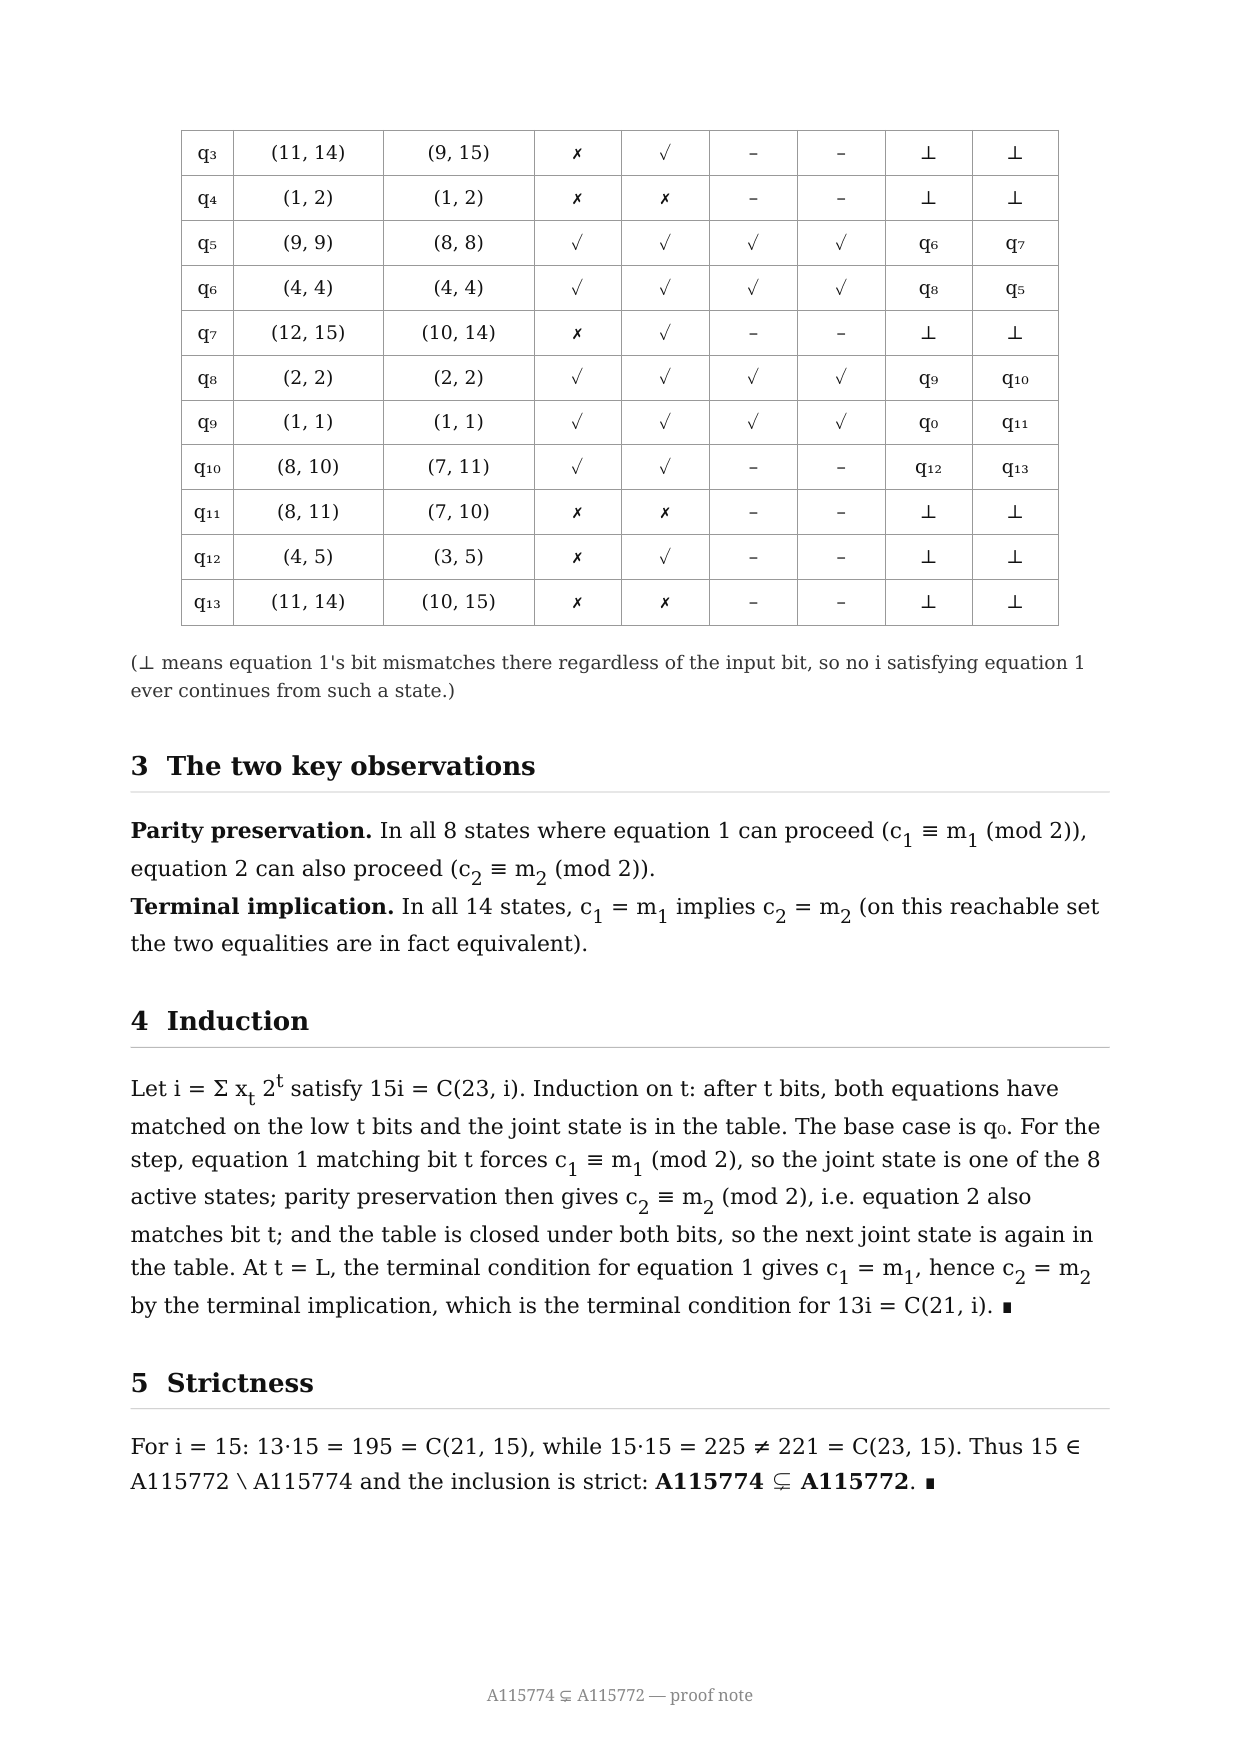 q₃ (11, 14) (9, 15) ✗ ✓ – – ⊥ ⊥
q₄ (1, 2) (1, 2) ✗ ✗ – – ⊥ ⊥
q₅ (9, 9) (8, 8) ✓ ✓ ✓ ✓ q₆ q₇
q₆ (4, 4) (4, 4) ✓ ✓ ✓ ✓ q₈ q₅
q₇ (12, 15) (10, 14) ✗ ✓ – – ⊥ ⊥
q₈ (2, 2) (2, 2) ✓ ✓ ✓ ✓ q₉ q₁₀
q₉ (1, 1) (1, 1) ✓ ✓ ✓ ✓ q₀ q₁₁
q₁₀ (8, 10) (7, 11) ✓ ✓ – – q₁₂ q₁₃
q₁₁ (8, 11) (7, 10) ✗ ✗ – – ⊥ ⊥
q₁₂ (4, 5) (3, 5) ✗ ✓ – – ⊥ ⊥
q₁₃ (11, 14) (10, 15) ✗ ✗ – – ⊥ ⊥
(⊥ means equation 1's bit mismatches there regardless of the input bit, so no i satisfying equation 1
ever continues from such a state.)
3 The two key observations
Parity preservation. In all 8 states where equation 1 can proceed (c₁ ≡ m₁ (mod 2)),
equation 2 can also proceed (c₂ ≡ m₂ (mod 2)).
Terminal implication. In all 14 states, c₁ = m₁ implies c₂ = m₂ (on this reachable set
the two equalities are in fact equivalent).
4 Induction
Let i = Σ xₜ 2ᵗ satisfy 15i = C(23, i). Induction on t: after t bits, both equations have
matched on the low t bits and the joint state is in the table. The base case is q₀. For the
step, equation 1 matching bit t forces c₁ ≡ m₁ (mod 2), so the joint state is one of the 8
active states; parity preservation then gives c₂ ≡ m₂ (mod 2), i.e. equation 2 also
matches bit t; and the table is closed under both bits, so the next joint state is again in
the table. At t = L, the terminal condition for equation 1 gives c₁ = m₁, hence c₂ = m₂
by the terminal implication, which is the terminal condition for 13i = C(21, i). ∎
5 Strictness
For i = 15: 13·15 = 195 = C(21, 15), while 15·15 = 225 ≠ 221 = C(23, 15). Thus 15 ∈
A115772 \ A115774 and the inclusion is strict: A115774 ⊊ A115772. ∎
A115774 ⊊ A115772 — proof note